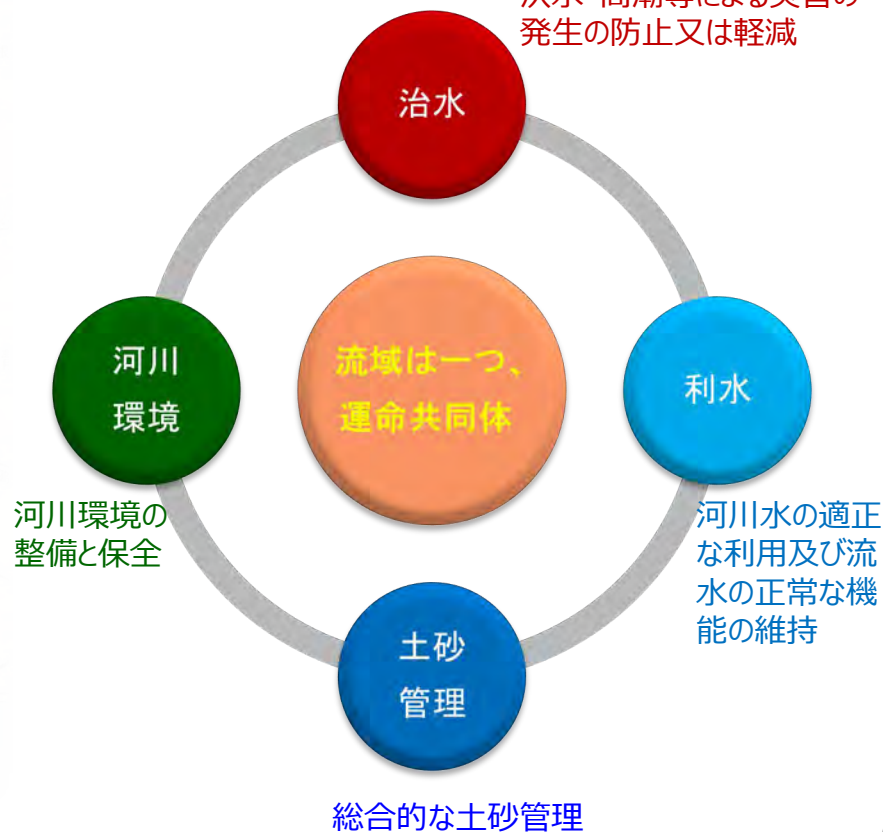 発生の防止又は軽減
治水
河川
環境
流域は一つ、
運命共同体
利水
河川環境の
整備と保全
河川水の適正
な利用及び流
水の正常な機
能の維持
土砂
管理
総合的な土砂管理